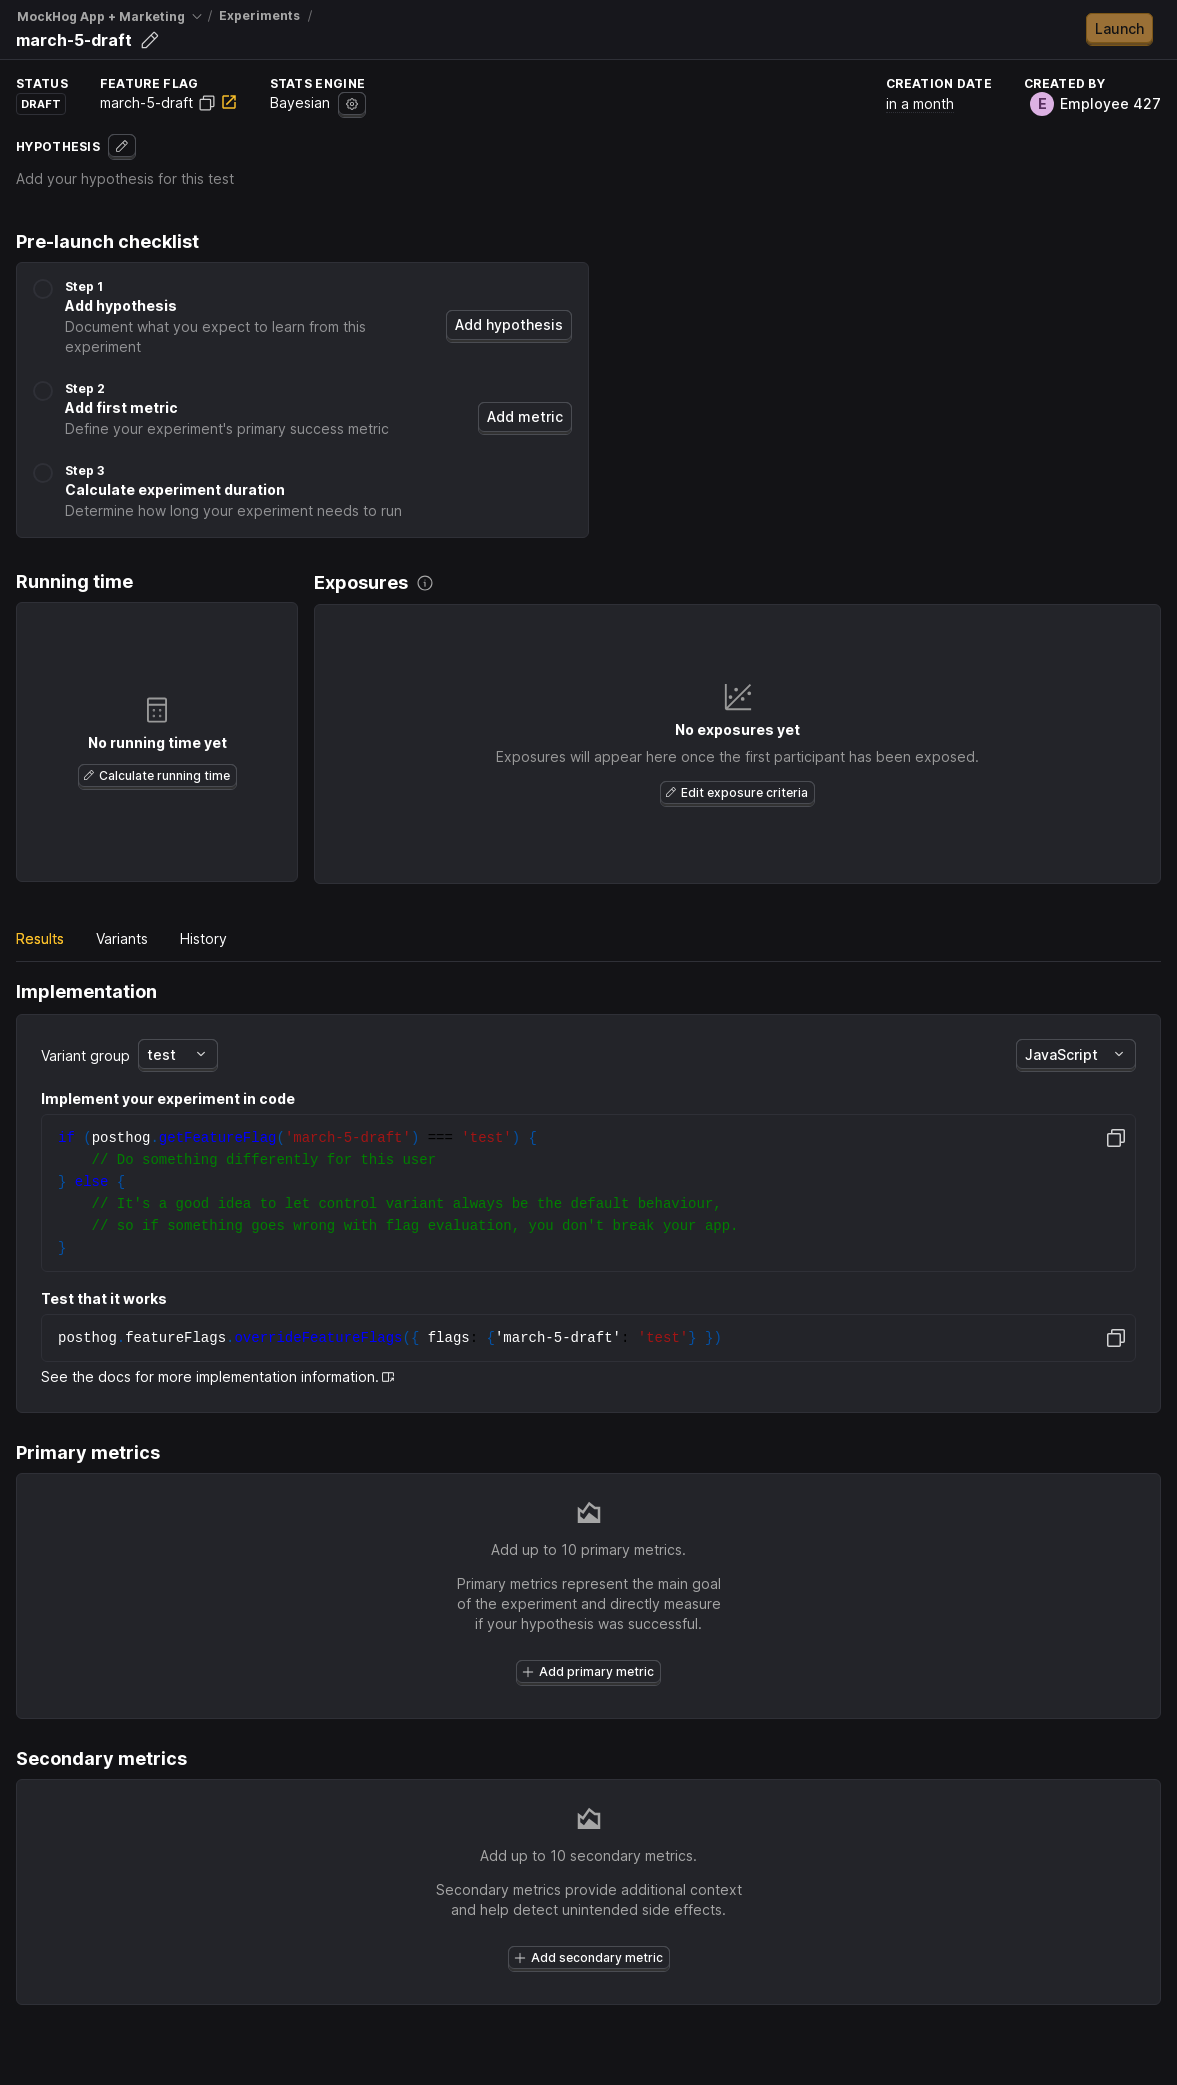 MockHog App + Marketing / Experiments /
march-5-draft
Launch
STATUS
DRAFT
FEATURE FLAG
march-5-draft
STATS ENGINE
Bayesian
CREATION DATE
in a month
CREATED BY
E Employee 427
HYPOTHESIS
Add your hypothesis for this test
Pre-launch checklist
Step 1
Add hypothesis
Document what you expect to learn from this
experiment
Add hypothesis
Step 2
Add first metric
Define your experiment's primary success metric
Add metric
Step 3
Calculate experiment duration
Determine how long your experiment needs to run
Running time
No running time yet
Calculate running time
Exposures
No exposures yet
Exposures will appear here once the first participant has been exposed.
Edit exposure criteria
Results Variants History
Implementation
Variant group test
JavaScript
Implement your experiment in code
if (posthog.getFeatureFlag('march-5-draft') === 'test') {
    // Do something differently for this user
} else {
    // It's a good idea to let control variant always be the default behaviour,
    // so if something goes wrong with flag evaluation, you don't break your app.
}
Test that it works
posthog.featureFlags.overrideFeatureFlags({ flags: {'march-5-draft': 'test'} })
See the docs for more implementation information.
Primary metrics
Add up to 10 primary metrics.
Primary metrics represent the main goal
of the experiment and directly measure
if your hypothesis was successful.
Add primary metric
Secondary metrics
Add up to 10 secondary metrics.
Secondary metrics provide additional context
and help detect unintended side effects.
Add secondary metric